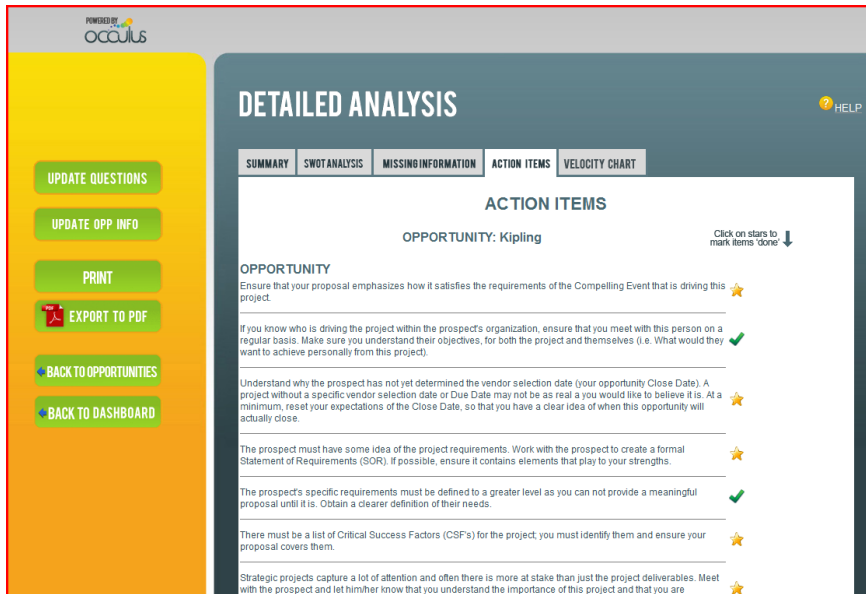 POWERED BY
occulus
DETAILED ANALYSIS
? HELP
SUMMARY
SWOT ANALYSIS
MISSING INFORMATION
ACTION ITEMS
VELOCITY CHART
UPDATE QUESTIONS
UPDATE OPP INFO
PRINT
PDF
EXPORT TO PDF
BACK TO OPPORTUNITIES
BACK TO DASHBOARD
ACTION ITEMS
OPPORTUNITY: Kipling
Click on stars to
mark items 'done'
OPPORTUNITY
Ensure that your proposal emphasizes how it satisfies the requirements of the Compelling Event that is driving this
project.
If you know who is driving the project within the prospect's organization, ensure that you meet with this person on a
regular basis. Make sure you understand their objectives, for both the project and themselves (i.e. What would they
want to achieve personally from this project).
Understand why the prospect has not yet determined the vendor selection date (your opportunity Close Date). A
project without a specific vendor selection date or Due Date may not be as real a you would like to believe it is. At a
minimum, reset your expectations of the Close Date, so that you have a clear idea of when this opportunity will
actually close.
The prospect must have some idea of the project requirements. Work with the prospect to create a formal
Statement of Requirements (SOR). If possible, ensure it contains elements that play to your strengths.
The prospect's specific requirements must be defined to a greater level as you can not provide a meaningful
proposal until it is. Obtain a clearer definition of their needs.
There must be a list of Critical Success Factors (CSF's) for the project; you must identify them and ensure your
proposal covers them.
Strategic projects capture a lot of attention and often there is more at stake than just the project deliverables. Meet
with the prospect and let him/her know that you understand the importance of this project and that you are